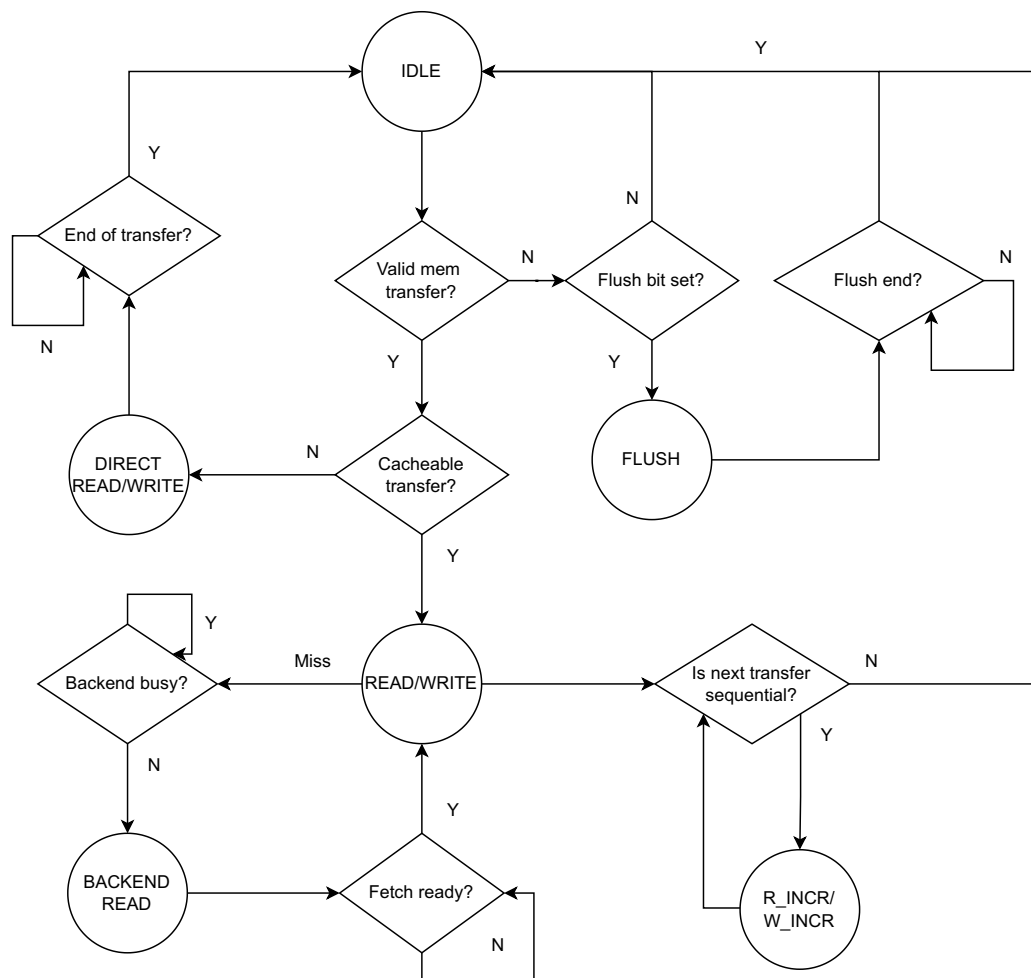 Y
IDLE
Y
N
End of transfer?
N
Valid mem
transfer?
Flush bit set?
Flush end?
N
N
Y
Y
DIRECT
READ/WRITE
N
Cacheable
transfer?
FLUSH
Y
Y
Backend busy?
Miss
READ/WRITE
Is next transfer
sequential?
N
N
Y
Y
BACKEND
READ
Fetch ready?
N
R_INCR/
W_INCR